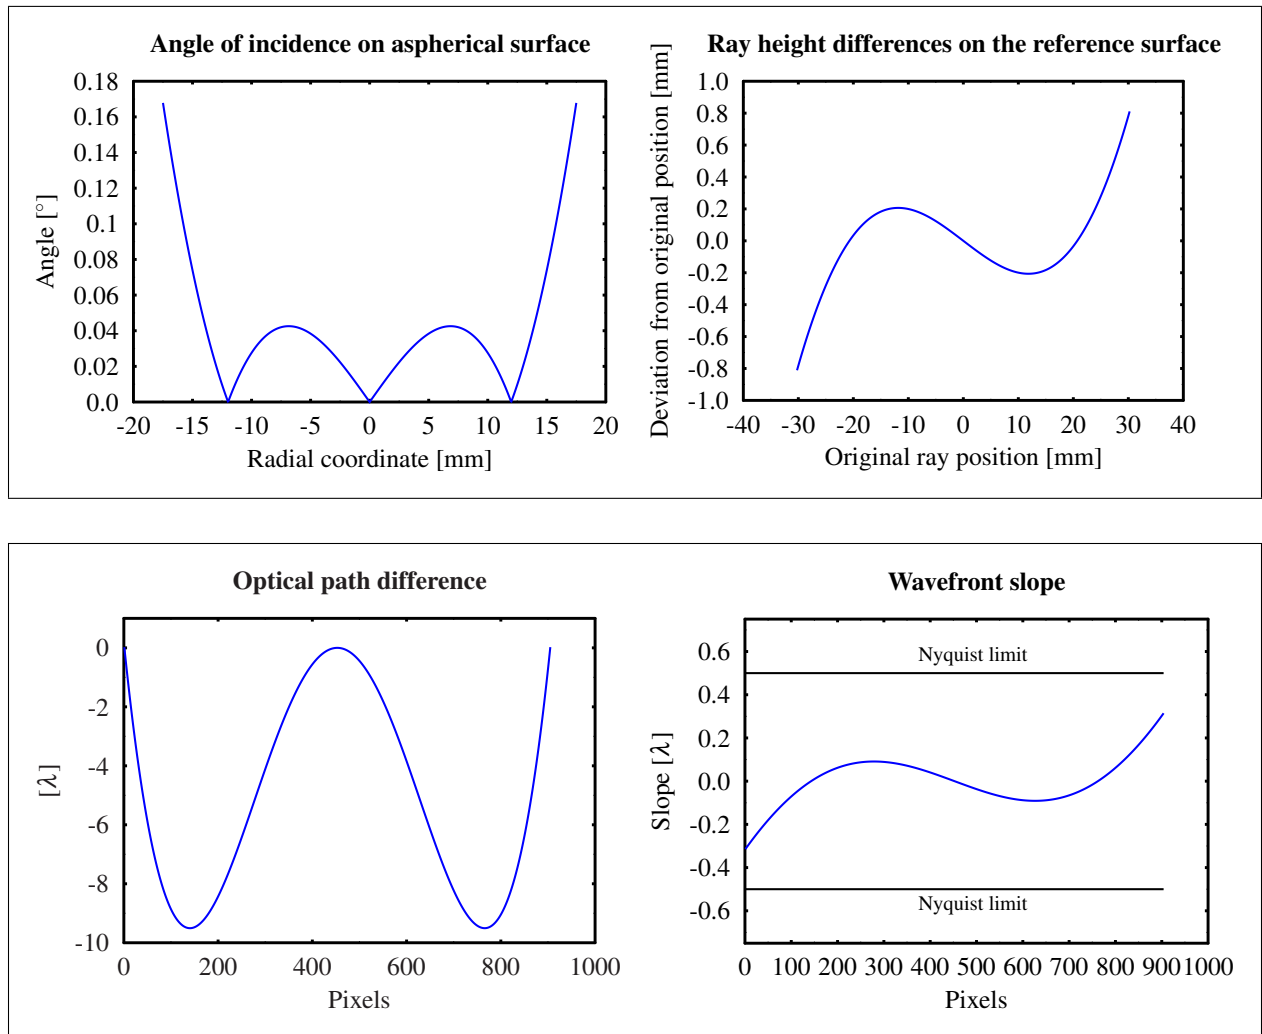 Angle of incidence on aspherical surface
Angle [°]
0.18
0.16
0.14
0.12
0.1
0.08
0.06
0.04
0.02
0.0
-20 -15 -10 -5 0 5 10 15 20
Radial coordinate [mm]
Ray height differences on the reference surface
Deviation from original position [mm]
1.0
0.8
0.6
0.4
0.2
0.0
-0.2
-0.4
-0.6
-0.8
-1.0
-40 -30 -20 -10 0 10 20 30 40
Original ray position [mm]
Optical path difference
[λ]
0
-2
-4
-6
-8
-10
0 200 400 600 800 1000
Pixels
Wavefront slope
Slope [λ]
0.6
0.4
0.2
0.0
-0.2
-0.4
-0.6
Nyquist limit
Nyquist limit
0 100 200 300 400 500 600 700 800 900 1000
Pixels